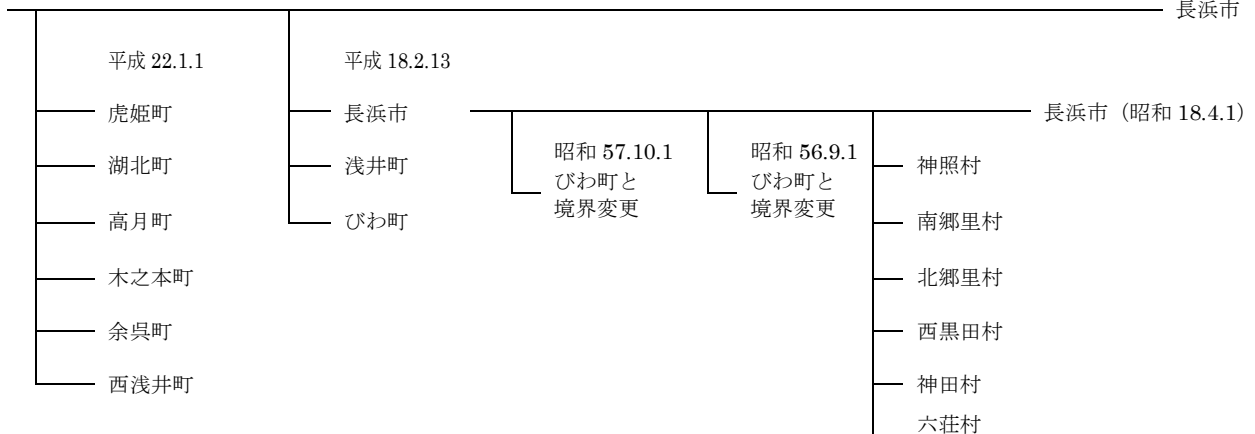 長浜市
平成 22.1.1
虎姫町
湖北町
高月町
木之本町
余呉町
西浅井町
平成 18.2.13
長浜市
浅井町
びわ町
昭和 57.10.1
びわ町と
境界変更
昭和 56.9.1
びわ町と
境界変更
長浜市（昭和 18.4.1）
神照村
南郷里村
北郷里村
西黒田村
神田村
六荘村